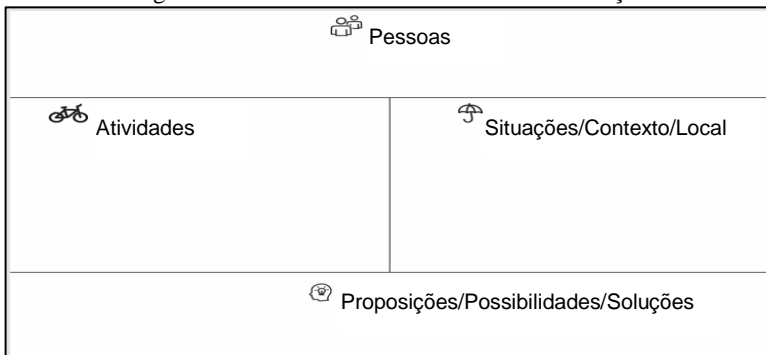 Pessoas
Atividades
Situações/Contexto/Local
Proposições/Possibilidades/Soluções